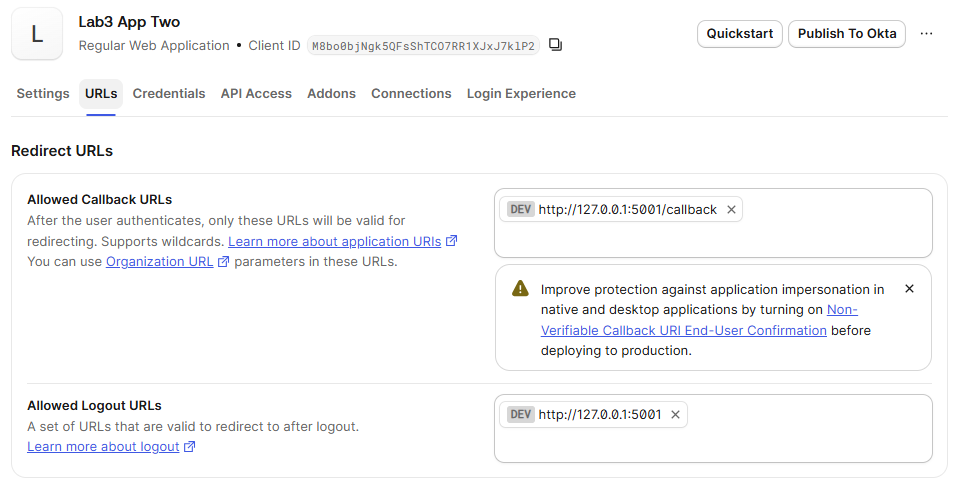 L
Lab3 App Two
Regular Web Application • Client ID M8bo0bjNgk5QFsShTCO7RR1XJxJ7klP2
Quickstart
Publish To Okta
Settings URLs Credentials API Access Addons Connections Login Experience
Redirect URLs
Allowed Callback URLs
After the user authenticates, only these URLs will be valid for
redirecting. Supports wildcards. Learn more about application URIs
You can use Organization URL parameters in these URLs.
DEV http://127.0.0.1:5001/callback
Improve protection against application impersonation in
native and desktop applications by turning on Non-
Verifiable Callback URI End-User Confirmation before
deploying to production.
Allowed Logout URLs
A set of URLs that are valid to redirect to after logout.
Learn more about logout
DEV http://127.0.0.1:5001